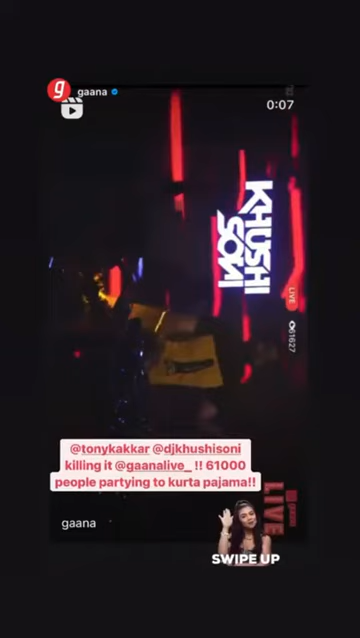 g gaana
0:07
KHUSHI
SONI
LIVE
61627
@tonykakkar @djkhushisoni
killing it @gaanalive_ !! 61000
people partying to kurta pajama!!
gaana
LIVE
SWIPE UP